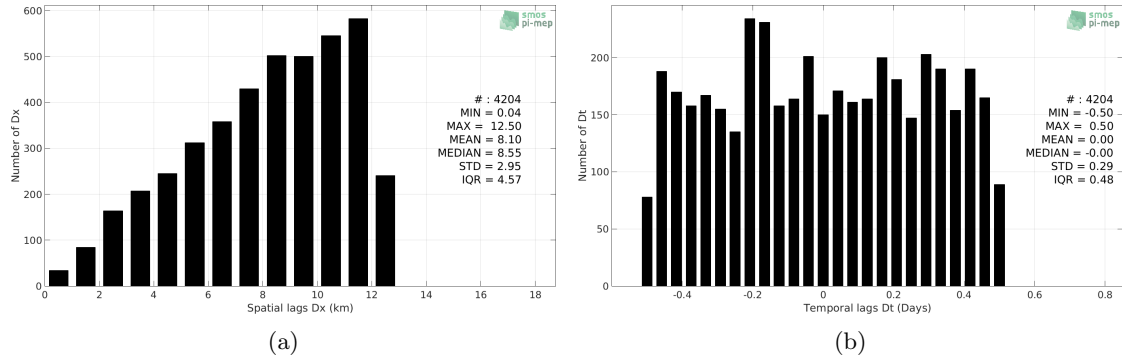 600
500
400
300
200
100
0
Number of Dx
0 2 4 6 8 10 12 14 16 18
Spatial lags Dx (km)
smos
pi-mep
# : 4204
MIN = 0.04
MAX = 12.50
MEAN = 8.10
MEDIAN = 8.55
STD = 2.95
IQR = 4.57
(a)
200
150
100
50
0
Number of Dt
-0.4 -0.2 0 0.2 0.4 0.6 0.8
Temporal lags Dt (Days)
smos
pi-mep
# : 4204
MIN = -0.50
MAX = 0.50
MEAN = 0.00
MEDIAN = -0.00
STD = 0.29
IQR = 0.48
(b)